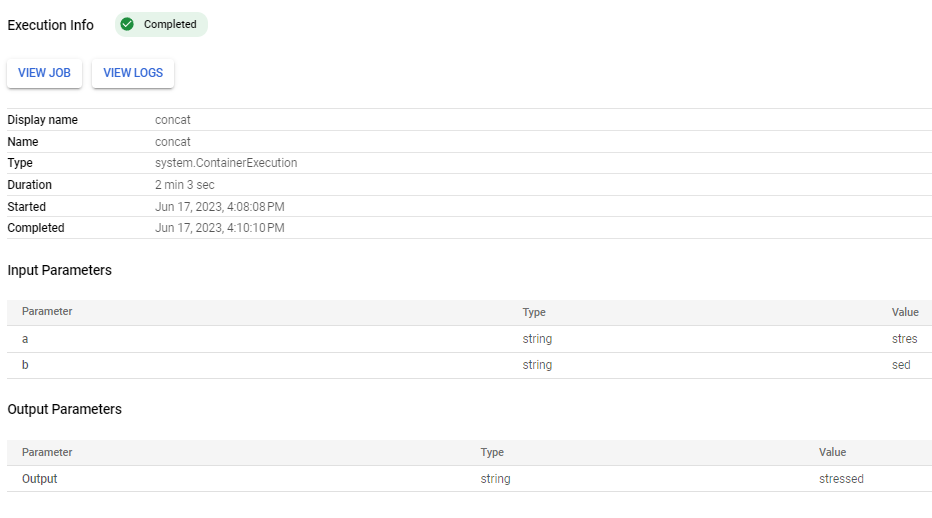 Execution Info Completed
VIEW JOB VIEW LOGS
Display name concat
Name concat
Type system.ContainerExecution
Duration 2 min 3 sec
Started Jun 17, 2023, 4:08:08 PM
Completed Jun 17, 2023, 4:10:10 PM
Input Parameters
Parameter Type Value
a string stres
b string sed
Output Parameters
Parameter Type Value
Output string stressed